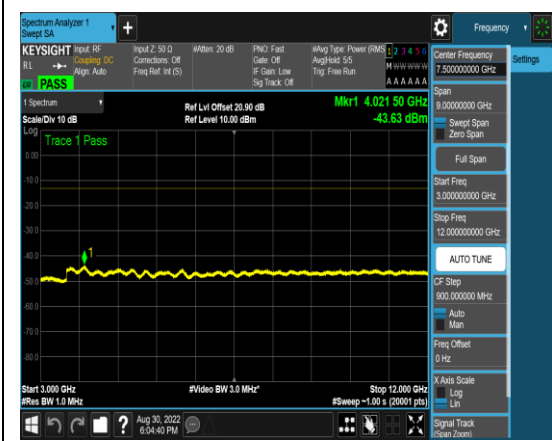 Spectrum Analyzer 1
Swept SA
+
Frequency
KEYSIGHT
Input: RF
Input Z: 50 Ω
#Atten: 20 dB
PNO: Fast
#Avg Type: Power (RMS
1 2 3 4 5 6
RL
Coupling: DC
Corrections: Off
Gate: Off
Avg|Hold: 5/5
M W W W W W
Align: Auto
Freq Ref: Int (S)
IF Gain: Low
Trig: Free Run
Sig Track: Off
A A A A A A
PASS
1 Spectrum
Ref Lvl Offset 20.90 dB
Mkr1 4.021 50 GHz
Scale/Div 10 dB
Ref Level 10.00 dBm
-43.63 dBm
Log
Trace 1 Pass
0.00
-10.0
-20.0
-30.0
-40.0
-50.0
-60.0
-70.0
-80.0
1
Start 3.000 GHz
#Video BW 3.0 MHz*
Stop 12.000 GHz
#Res BW 1.0 MHz
#Sweep ~1.00 s (20001 pts)
?
Aug 30, 2022
6:04:40 PM
Center Frequency
7.500000000 GHz
Settings
Span
9.00000000 GHz
Swept Span
Zero Span
Full Span
Start Freq
3.000000000 GHz
Stop Freq
12.000000000 GHz
AUTO TUNE
CF Step
900.000000 MHz
Auto
Man
Freq Offset
0 Hz
X Axis Scale
Log
Lin
Signal Track
(Span Zoom)